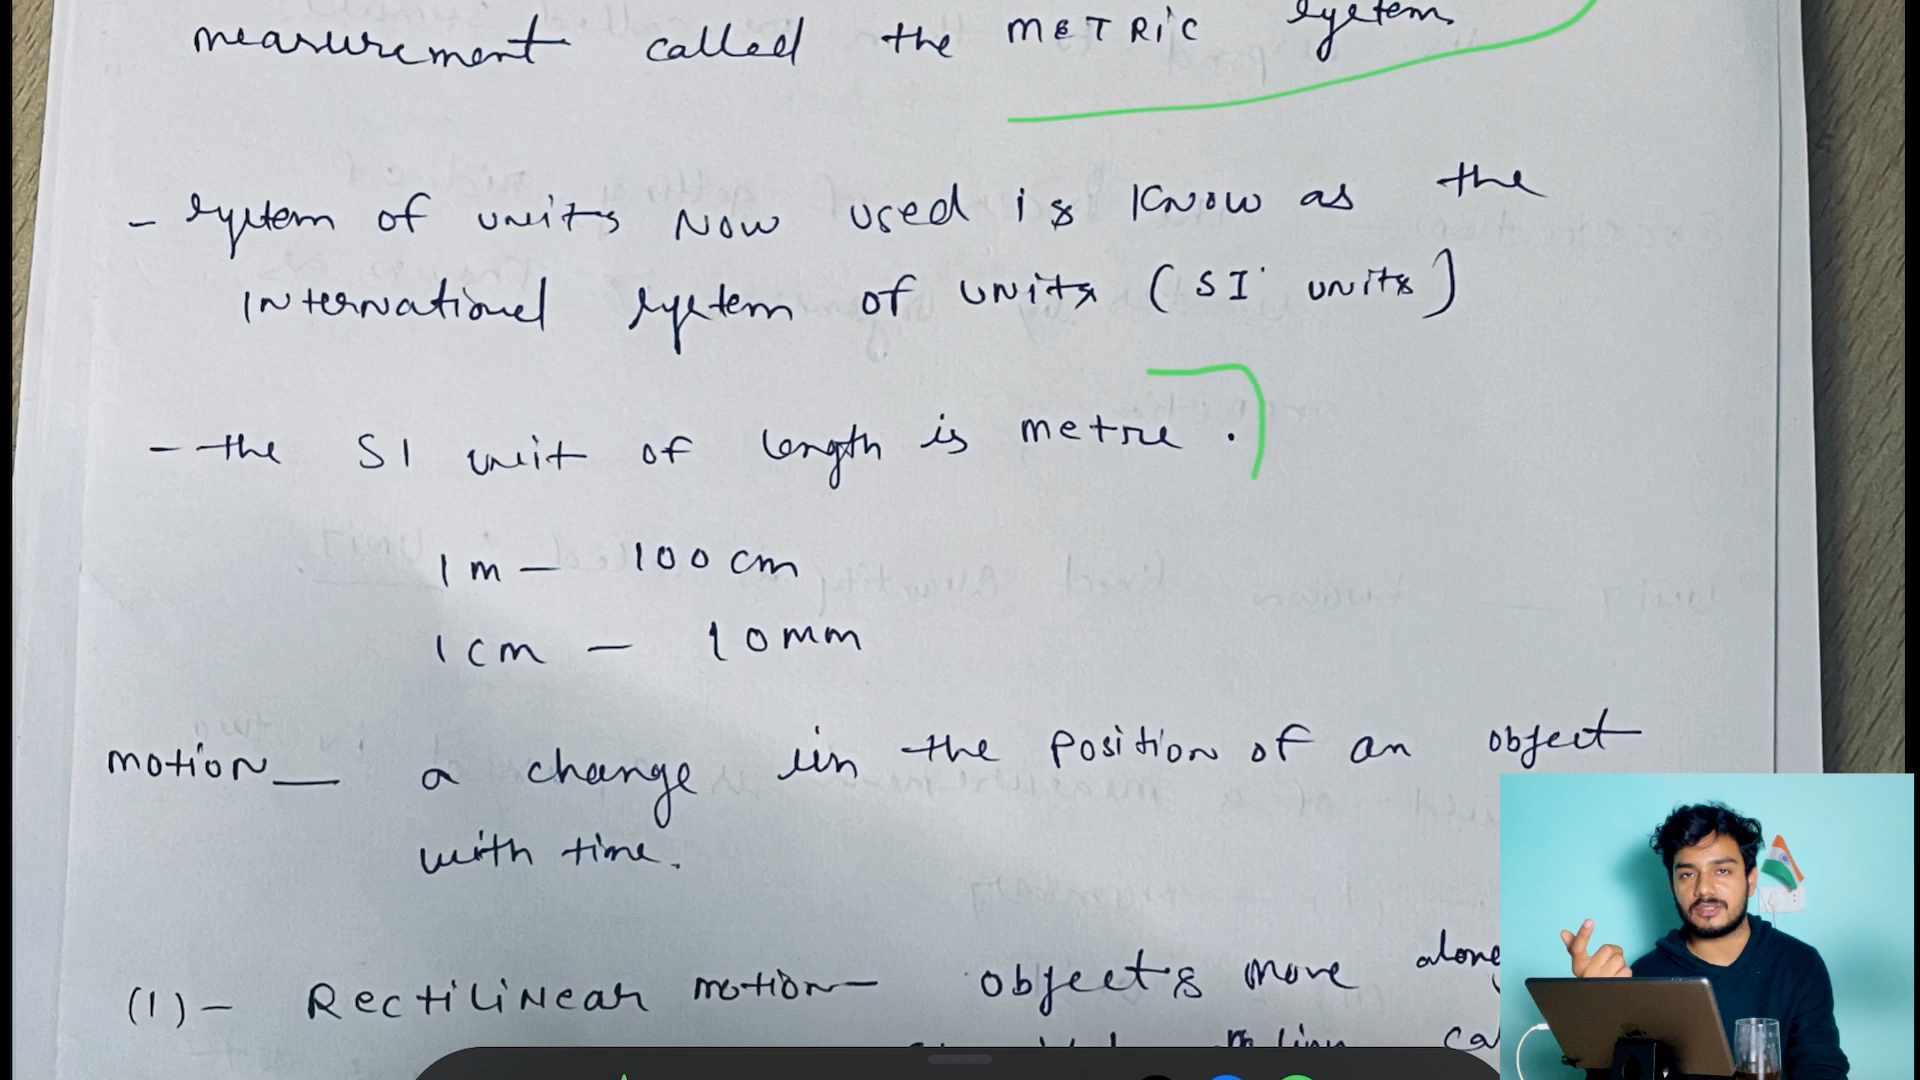 measurement called the METRIC system
- system of units Now used is Know as the
International system of units (SI units)
- the SI unit of length is metre.
1m - 100 cm
1cm - 10mm
motion - a change in the position of an object
with time.
(1) - Rectilinear motion - objects move along